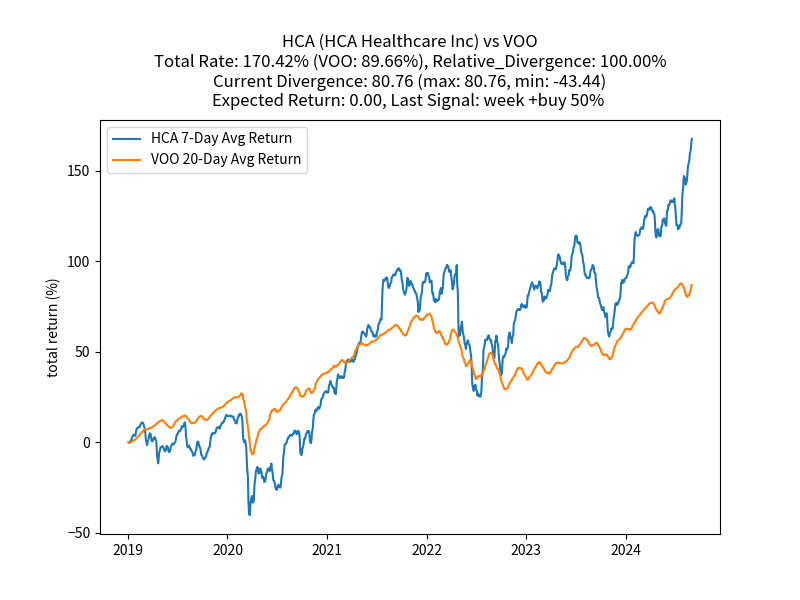 HCA (HCA Healthcare Inc) vs VOO
Total Rate: 170.42% (VOO: 89.66%), Relative_Divergence: 100.00%
Current Divergence: 80.76 (max: 80.76, min: -43.44)
Expected Return: 0.00, Last Signal: week +buy 50%
HCA 7-Day Avg Return
VOO 20-Day Avg Return
total return (%)
150
100
50
0
−50
2019
2020
2021
2022
2023
2024